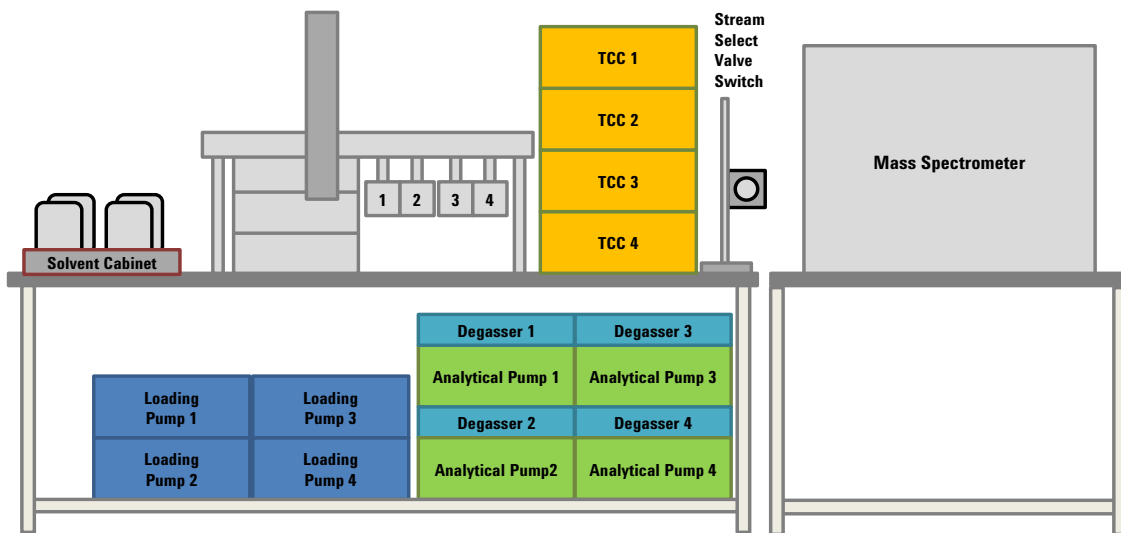 Stream
Select
Valve
Switch
TCC 1
TCC 2
TCC 3
TCC 4
Mass Spectrometer
1 2 3 4
Solvent Cabinet
Degasser 1
Degasser 3
Analytical Pump 1
Analytical Pump 3
Degasser 2
Degasser 4
Analytical Pump2
Analytical Pump 4
Loading
Pump 1
Loading
Pump 3
Loading
Pump 2
Loading
Pump 4